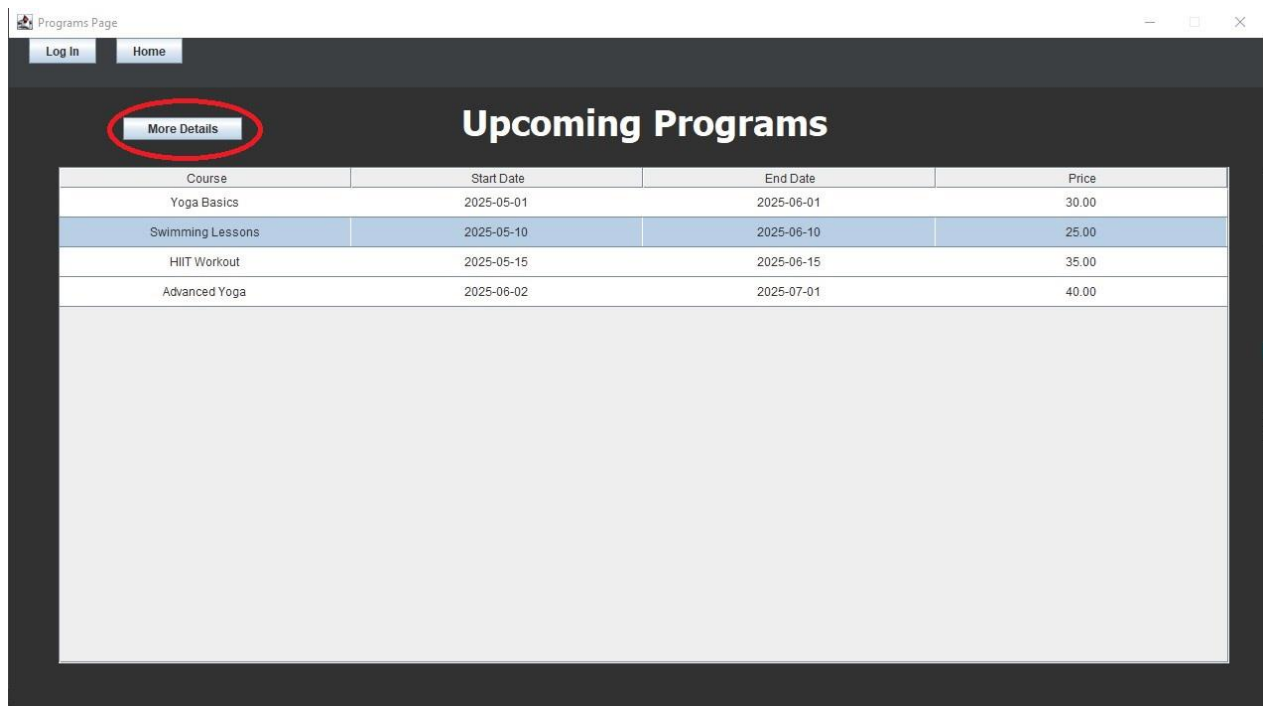 Programs Page
Log In Home
More Details
Upcoming Programs
Course Start Date End Date Price
Yoga Basics 2025-05-01 2025-06-01 30.00
Swimming Lessons 2025-05-10 2025-06-10 25.00
HIIT Workout 2025-05-15 2025-06-15 35.00
Advanced Yoga 2025-06-02 2025-07-01 40.00